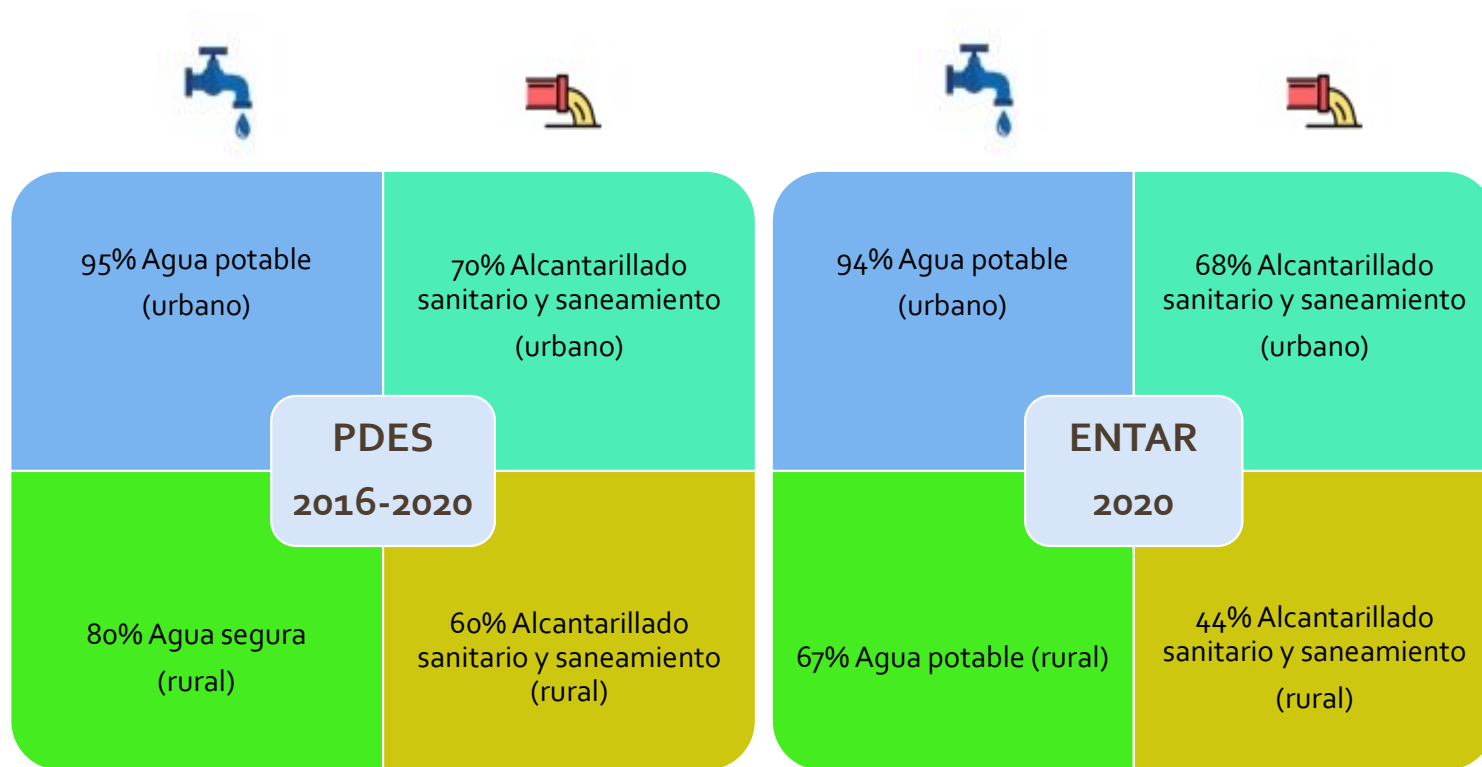 95% Agua potable
(urbano)
70% Alcantarillado
sanitario y saneamiento
(urbano)
PDES
2016-2020
80% Agua segura
(rural)
60% Alcantarillado
sanitario y saneamiento
(rural)
94% Agua potable
(urbano)
68% Alcantarillado
sanitario y saneamiento
(urbano)
ENTAR
2020
67% Agua potable (rural)
44% Alcantarillado
sanitario y saneamiento
(rural)